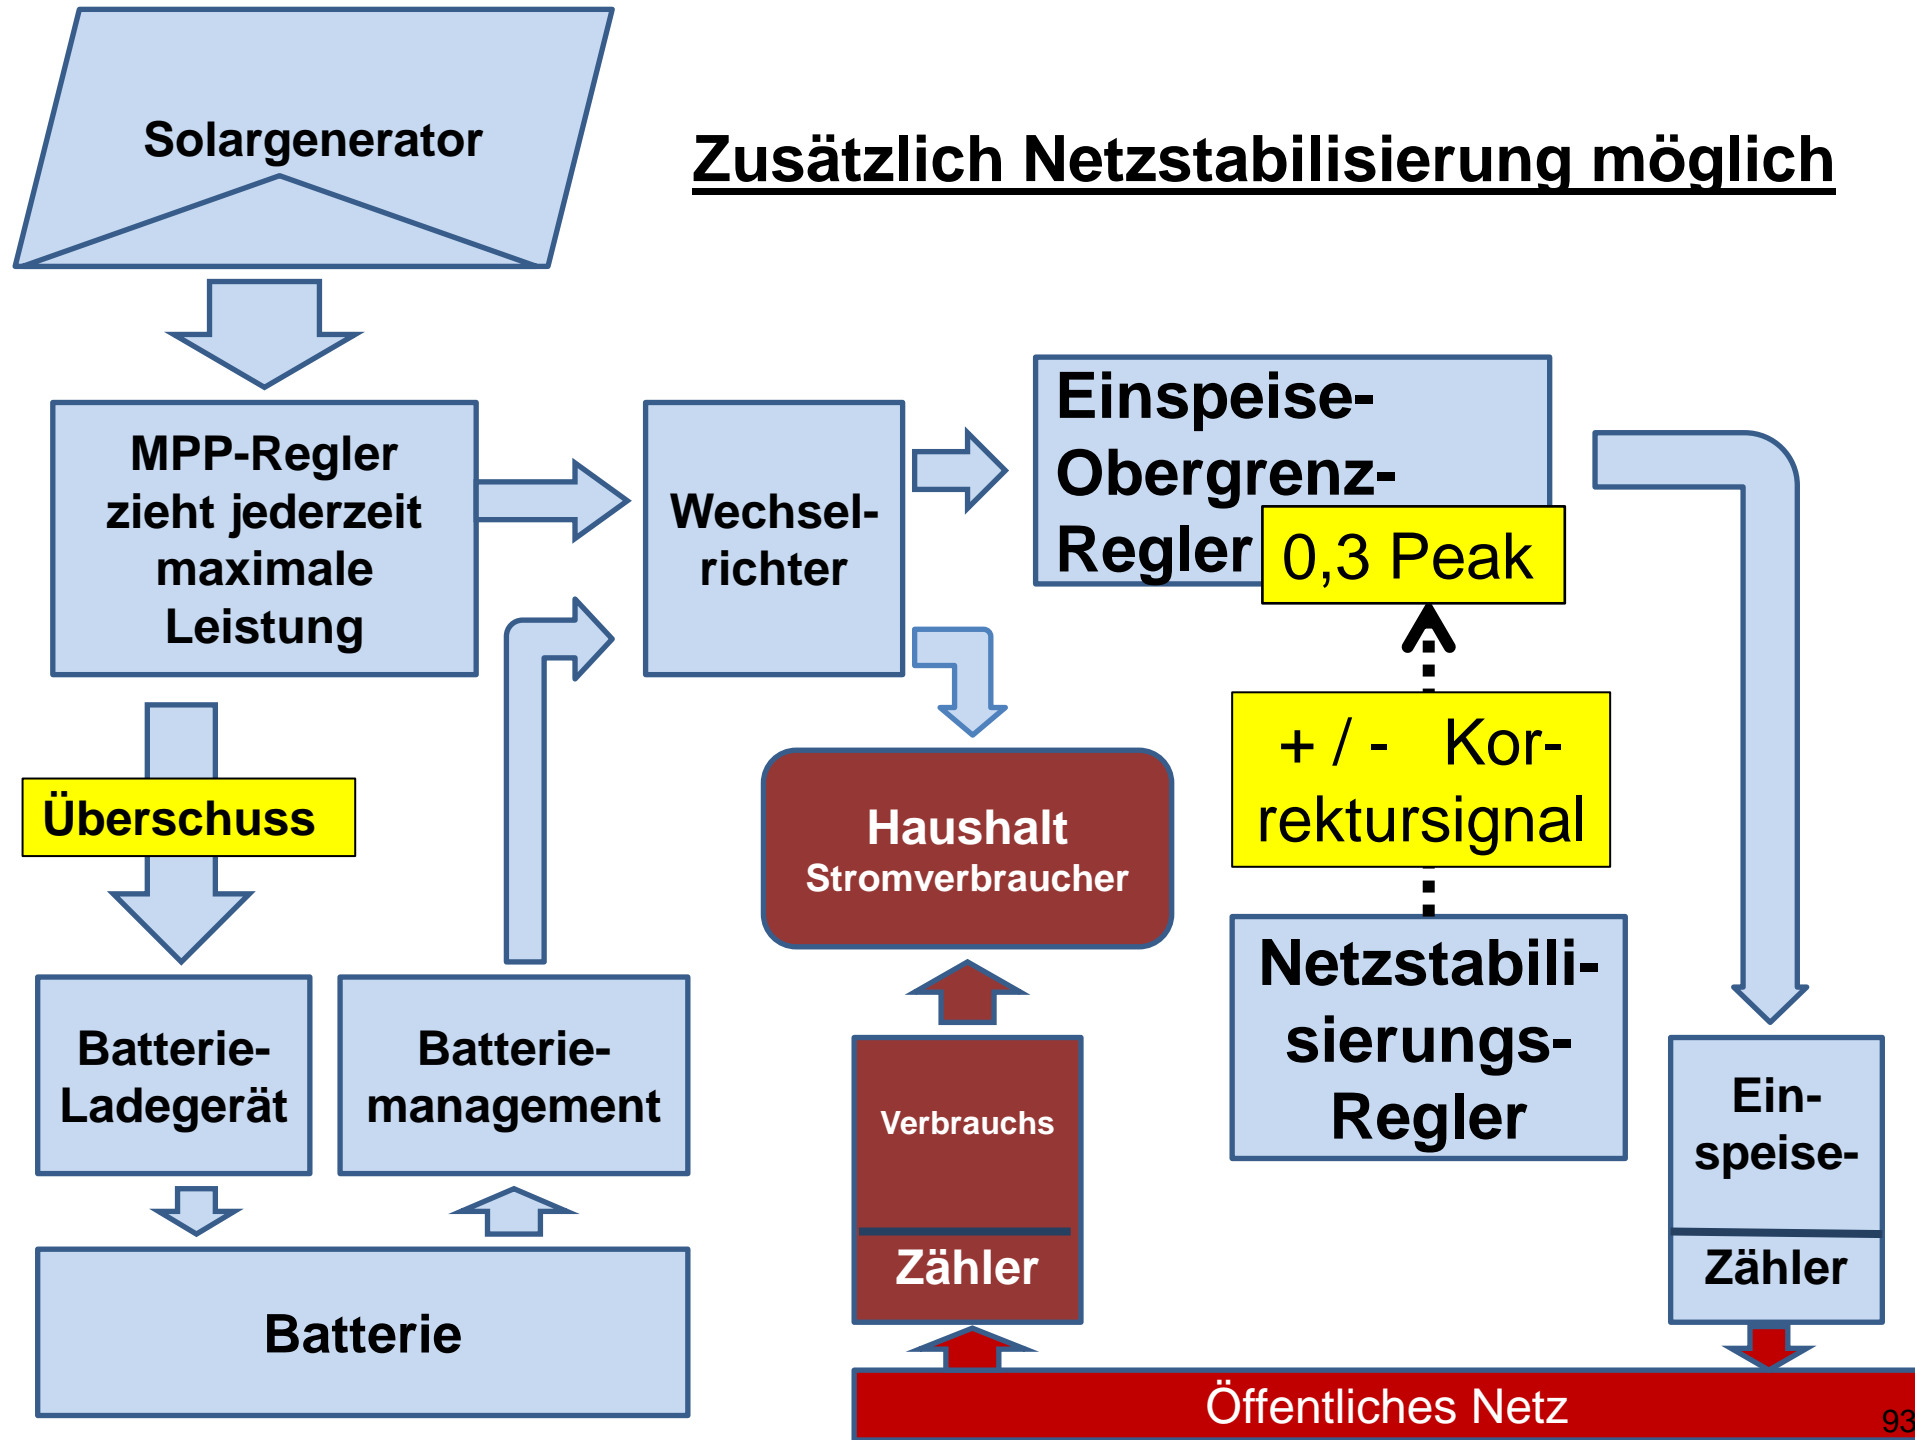 Solargenerator
Zusätzlich Netzstabilisierung möglich
MPP-Regler
zieht jederzeit
maximale
Leistung
Wechsel-
richter
Einspeise-
Obergrenz-
Regler
0,3 Peak
+ / - Kor-
rektursignal
Überschuss
Haushalt
Stromverbraucher
Netzstabili-
sierungs-
Regler
Batterie-
Ladegerät
Batterie-
management
Verbrauchs
Zähler
Ein-
speise-
Zähler
Batterie
Öffentliches Netz
93